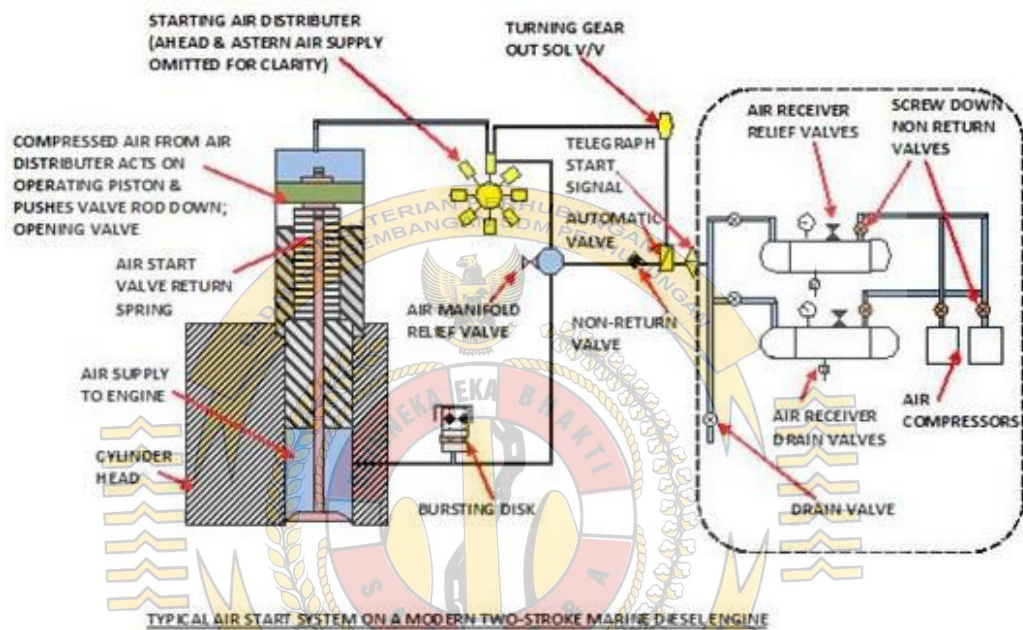 STARTING AIR DISTRIBUTER
(AHEAD & ASTERN AIR SUPPLY
OMITTED FOR CLARITY)
TURNING GEAR
OUT SOL V/V
COMPRESSED AIR FROM AIR
DISTRIBUTER ACTS ON
OPERATING PISTON &
PUSHES VALVE ROD DOWN;
OPENING VALVE
TELEGRAPH
START
SIGNAL
AIR RECEIVER
RELIEF VALVES
SCREW DOWN
NON RETURN
VALVES
AUTOMATIC
VALVE
AIR START
VALVE RETURN
SPRING
AIR MANIFOLD
RELIEF VALVE
NON-RETURN
VALVE
AIR SUPPLY
TO ENGINE
AIR RECEIVER
DRAIN VALVES
AIR
COMPRESSORS
CYLINDER
HEAD
BURSTING DISK
DRAIN VALVE
EKA BHAKTI
TYPICAL AIR START SYSTEM ON A MODERN TWO-STROKE MARINE DIESEL ENGINE